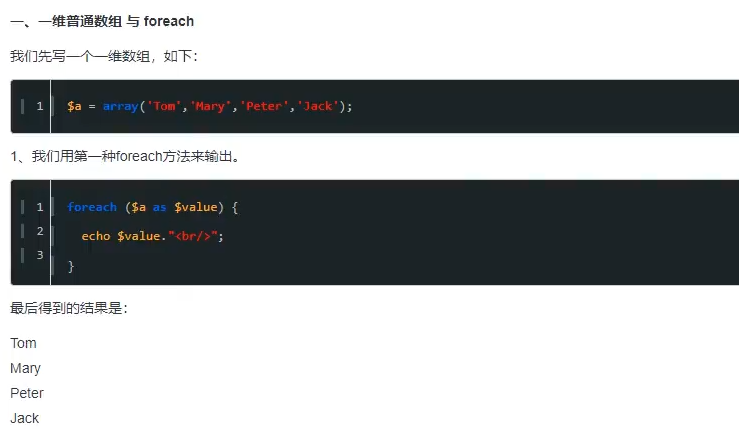 一、一维普通数组 与 foreach
我们先写一个一维数组，如下：
1 $a = array('Tom','Mary','Peter','Jack');
1、我们用第一种foreach方法来输出。
1 foreach ($a as $value) {
2 echo $value."<br/>";
3 }
最后得到的结果是：
Tom
Mary
Peter
Jack